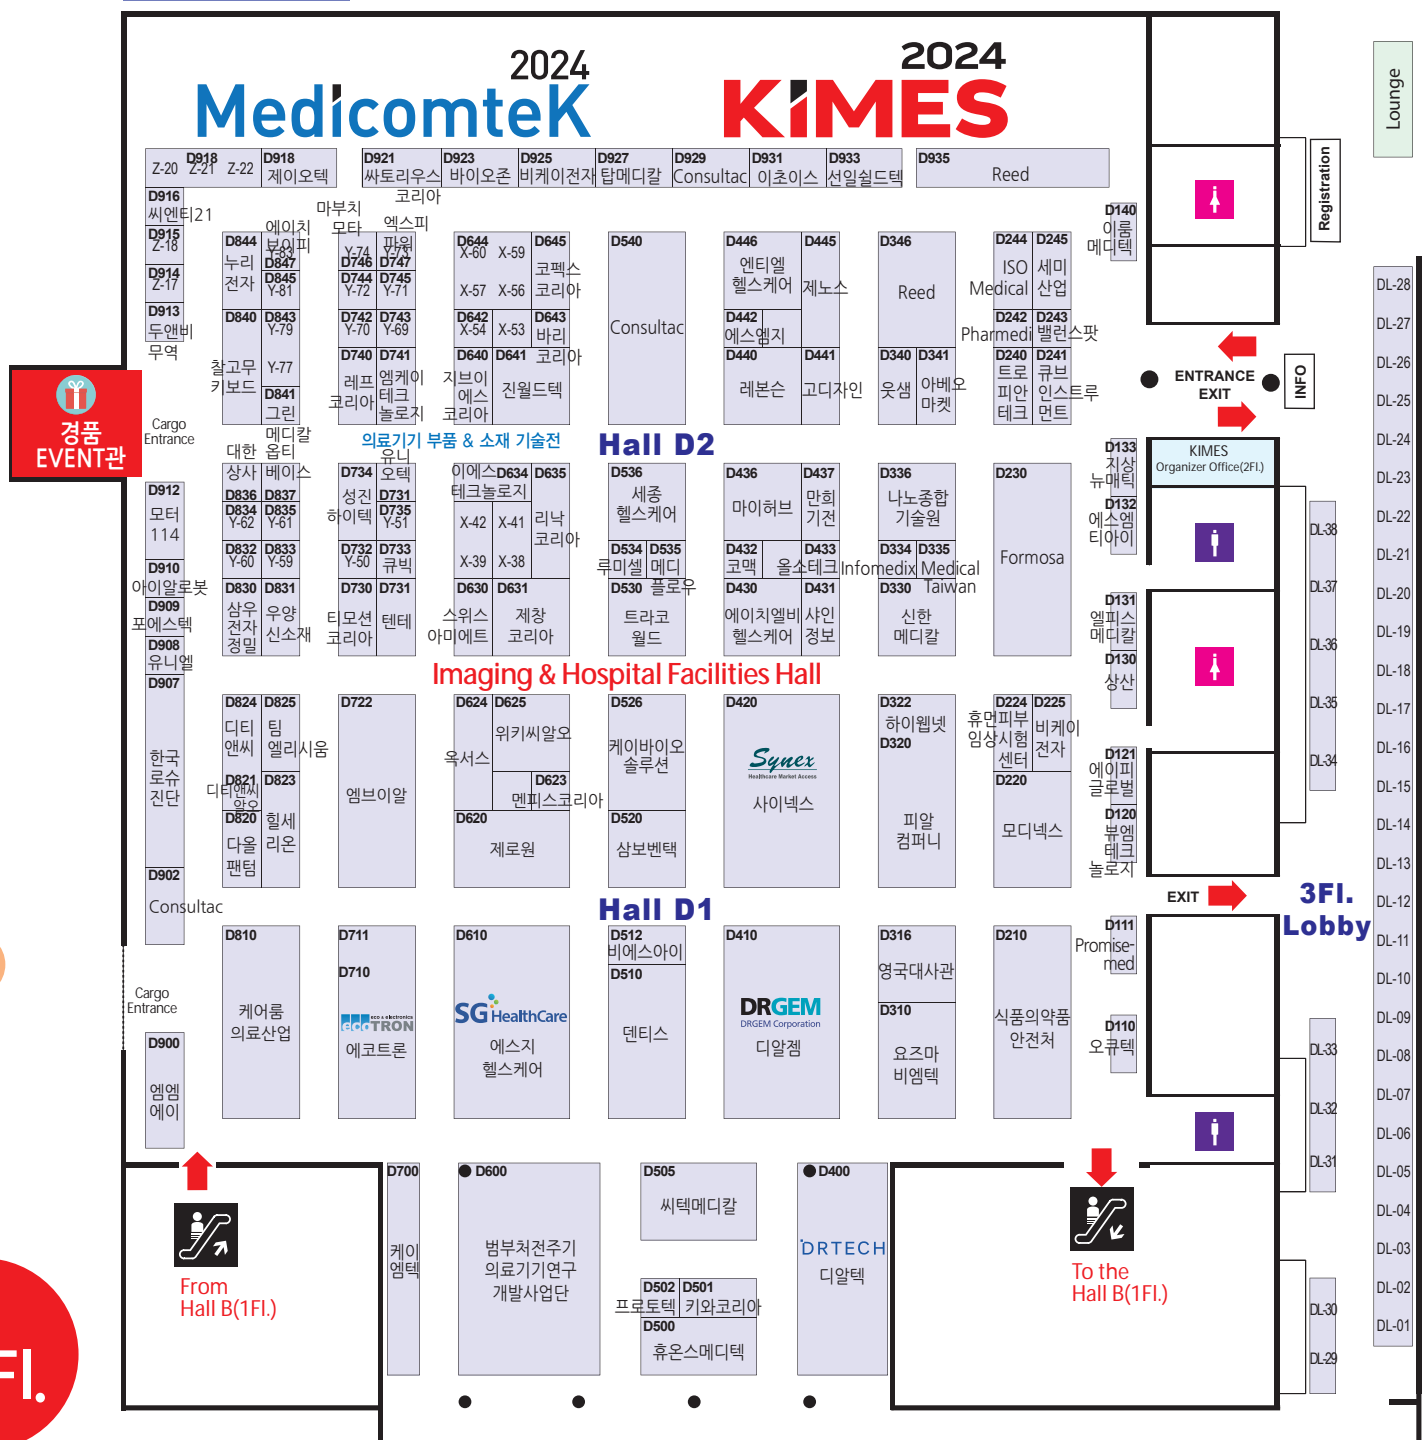 2024
MedicomteK
2024
KiMES
Lounge
Registration
D918
Z-20 Z-21 Z-22
D918
제이오텍
D921
싸토리우스
코리아
D923
바이오존
D925
비케이전자
D927
탑메디칼
D929
Consultac
D931
이초이스
D933
선일쉴드텍
D935
Reed
D916
씨엔티21
D915
Z-18
D914
Z-17
D913
두앤비
무역
D844
누리
전자
에이치
브이피
Y-83
D847
D845
Y-81
D840
찰고무
키보드
D843
Y-79
Y-77
D841
그린
메디칼
마부치
모타
Y-74
D746
엑스피
파워
Y-73
D747
D744
Y-72
D745
Y-71
D742
Y-70
D743
Y-69
D740
레프
코리아
D741
엠케이
테크
놀로지
D644
X-60 X-59
X-57 X-56
D645
코펙스
코리아
D642
X-54 X-53
D643
바리
코리아
D640
지브이
에스
코리아
D641
진월드텍
D540
Consultac
D446
엔티엘
헬스케어
D445
제노스
D442
에스엠지
D440
레본슨
D441
고디자인
D346
Reed
D340
웃샘
D341
아베오
마켓
D244
ISO
Medical
D245
세미
산업
D242
Pharmedi
D243
밸런스팟
D240
트로
피안
테크
D241
큐브
인스트루
먼트
D140
이룸
메디텍
ENTRANCE
EXIT
INFO
경품
EVENT관
Cargo
Entrance
의료기기 부품 & 소재 기술전
Hall D2
KIMES
Organizer Office(2Fl.)
D912
모터
114
D910
아이알로봇
D909
포에스텍
D908
유니엘
D907
한국
로슈
진단
D902
Consultac
대한
상사
D836
옵티
베이스
D837
D834
Y-62
D835
Y-61
D832
Y-60
D833
Y-59
D830
삼우
전자
정밀
D831
우양
신소재
D734
성진
하이텍
유니
오텍
D731
D735
Y-51
D732
Y-50
D733
큐빅
D730
티모션
코리아
D731
텐테
이에스
테크놀로지
D634
X-42 X-41
X-39 X-38
D635
리낙
코리아
D630
스위스
아미에트
D631
제창
코리아
D536
세종
헬스케어
D534
루미셀
D535
메디
플로우
D530
트라코
월드
D436
마이허브
D437
만희
기전
D432
코맥
D433
올소테크
D430
에이치엘비
헬스케어
D431
샤인
정보
D336
나노종합
기술원
D334
Infomedix
D335
Medical
Taiwan
D330
신한
메디칼
D230
Formosa
D133
지상
뉴매틱
D132
에스엠
티아이
D131
엘피스
메디칼
D130
상산
Imaging & Hospital Facilities Hall
D824
디티
앤씨
D825
팀
엘리시움
D821
디티앤씨
알오
D823
힐세
리온
D820
다올
팬텀
D722
엠브이알
D624
옥서스
D625
위키씨알오
D623
멘피스코리아
D620
제로원
D526
케이바이오
솔루션
D520
삼보벤택
D420
Synex
Healthcare Market Access
사이넥스
D322
하이웹넷
D320
피알
컴퍼니
D224
휴먼피부
임상시험
센터
D225
비케이
전자
D220
모디넥스
D121
에이피
글로벌
D120
뷰엠
테크
놀로지
EXIT
3Fl.
Lobby
Hall D1
Cargo
Entrance
D900
엠엠
에이
D810
케어룸
의료산업
D711
D710
eco & electronics
ecoTRON
에코트론
D610
SG HealthCare
에스지
헬스케어
D512
비에스아이
D510
덴티스
D410
DRGEM
DRGEM Corporation
디알젬
D316
영국대사관
D310
요즈마
비엠텍
D210
식품의약품
안전처
D111
Promise-
med
D110
오큐텍
From
Hall B(1Fl.)
D700
케이
엠텍
D600
범부처전주기
의료기기연구
개발사업단
D505
씨텍메디칼
D502
프로토텍
D501
키와코리아
D500
휴온스메디텍
D400
DRTECH
디알텍
To the
Hall B(1Fl.)
DL-38
DL-37
DL-36
DL-35
DL-34
DL-33
DL-32
DL-31
DL-30
DL-29
DL-28
DL-27
DL-26
DL-25
DL-24
DL-23
DL-22
DL-21
DL-20
DL-19
DL-18
DL-17
DL-16
DL-15
DL-14
DL-13
DL-12
DL-11
DL-10
DL-09
DL-08
DL-07
DL-06
DL-05
DL-04
DL-03
DL-02
DL-01
Fl.